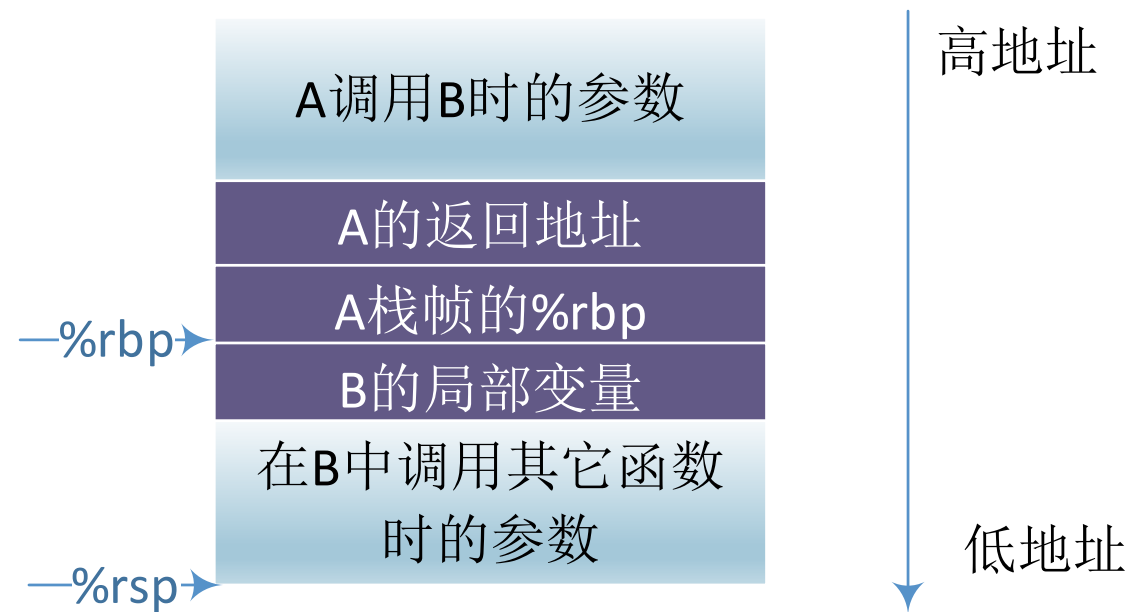 高地址
A调用B时的参数
A的返回地址
A栈帧的%rbp
%rbp
B的局部变量
在B中调用其它函数
时的参数
低地址
%rsp